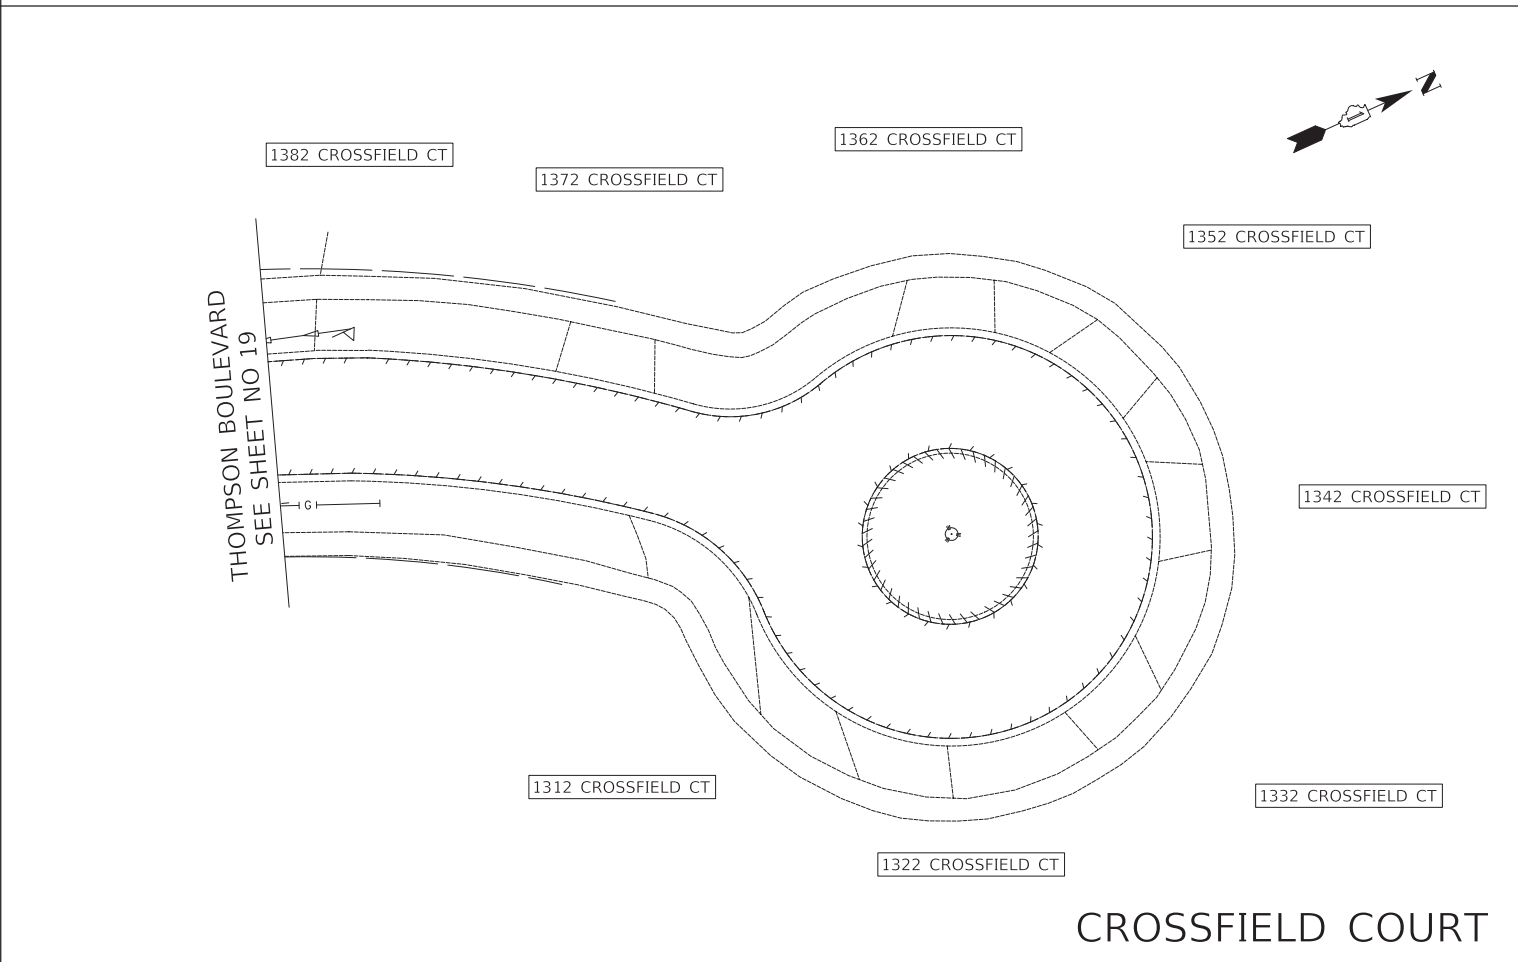 N
1362 CROSSFIELD CT
1382 CROSSFIELD CT
1372 CROSSFIELD CT
1352 CROSSFIELD CT
THOMPSON BOULEVARD
SEE SHEET NO 19
G
1342 CROSSFIELD CT
1312 CROSSFIELD CT
1332 CROSSFIELD CT
1322 CROSSFIELD CT
CROSSFIELD COURT